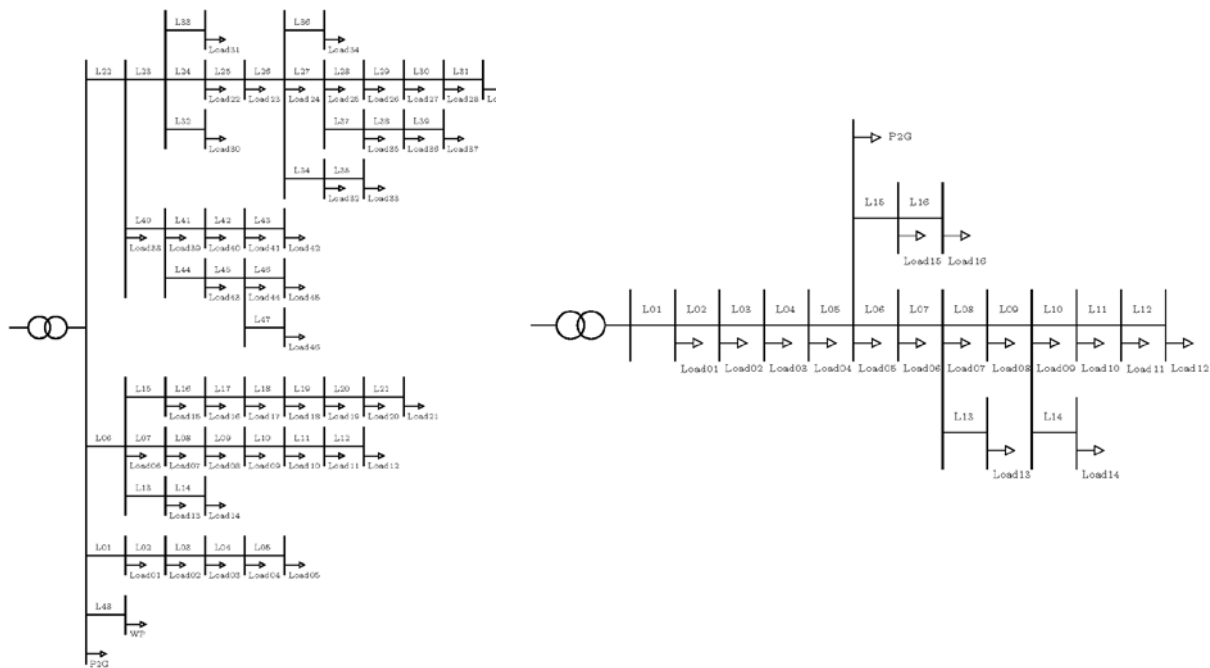 L33 L36
Load31 Load34
L22 L23 L24 L25 L26 L27 L28 L29 L30 L31
Load22 Load23 Load24 Load25 Load26 Load27 Load28
L32 L37 L38 L39
Load30 Load35 Load36 Load37
L34 L35
Load32 Load33
L40 L41 L42 L43
Load38 Load39 Load40 Load41 Load42
L44 L45 L46
Load43 Load44 Load45
L47
Load46
L15 L16 L17 L18 L19 L20 L21
Load15 Load16 Load17 Load18 Load19 Load20 Load21
L06 L07 L08 L09 L10 L11 L12
Load06 Load07 Load08 Load09 Load10 Load11 Load12
L13 L14
Load13 Load14
L01 L02 L03 L04 L05
Load01 Load02 Load03 Load04 Load05
L48
WP
P2G
P2G
L15 L16
Load15 Load16
L01 L02 L03 L04 L05 L06 L07 L08 L09 L10 L11 L12
Load01 Load02 Load03 Load04 Load05 Load06 Load07 Load08 Load09 Load10 Load11 Load12
L13 L14
Load13 Load14